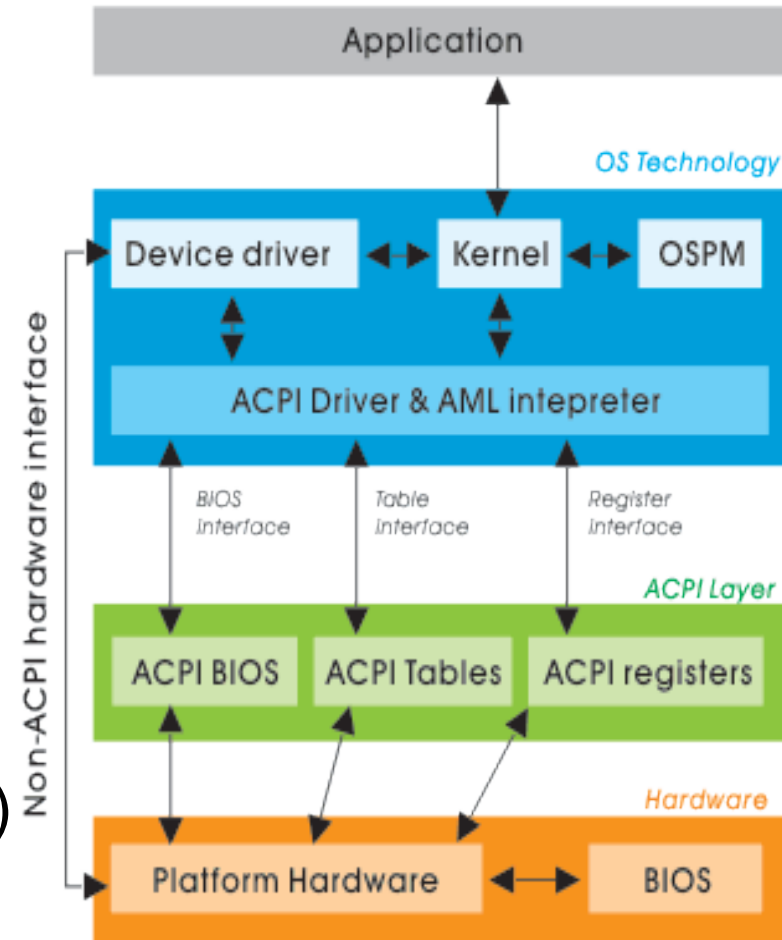 Application
OS Technology
Device driver
Kernel
OSPM
ACPI Driver & AML intepreter
BIOS
interface
Table
interface
Register
interface
ACPI Layer
ACPI BIOS
ACPI Tables
ACPI registers
Non-ACPI hardware interface
)
Hardware
Platform Hardware
BIOS